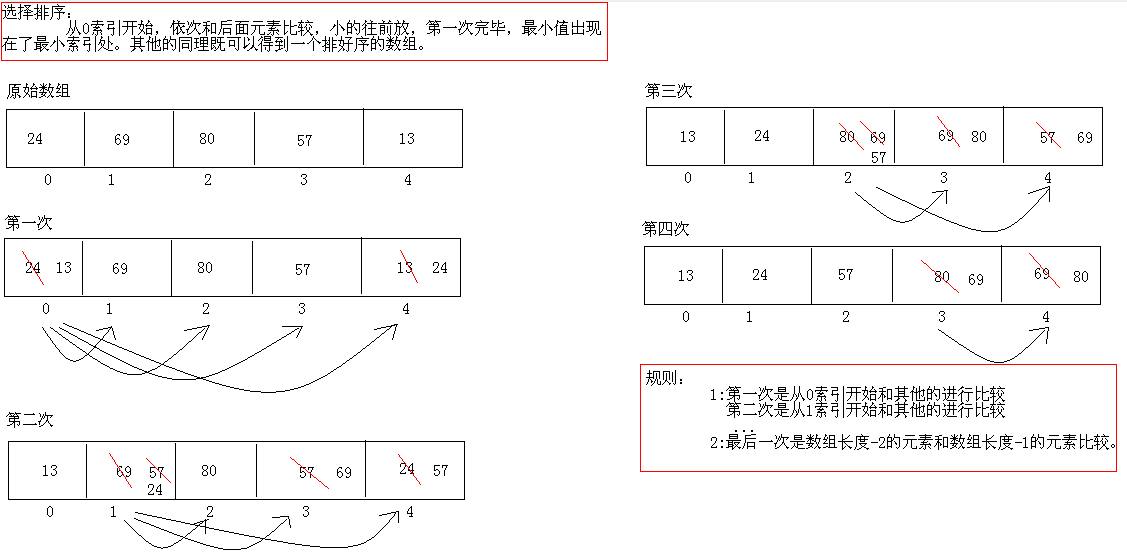 选择排序：
从0索引开始，依次和后面元素比较，小的往前放，第一次完毕，最小值出现
在了最小索引处。其他的同理既可以得到一个排好序的数组。
原始数组
24 69 80 57 13
0 1 2 3 4
第一次
24 13 69 80 57 13 24
0 1 2 3 4
第二次
13 69 57 80 57 69 24 57
24
0 1 2 3 4
第三次
13 24 80 69 69 80 57 69
57
0 1 2 3 4
第四次
13 24 57 80 69 69 80
0 1 2 3 4
规则：
1:第一次是从0索引开始和其他的进行比较
第二次是从1索引开始和其他的进行比较
...
2:最后一次是数组长度-2的元素和数组长度-1的元素比较。